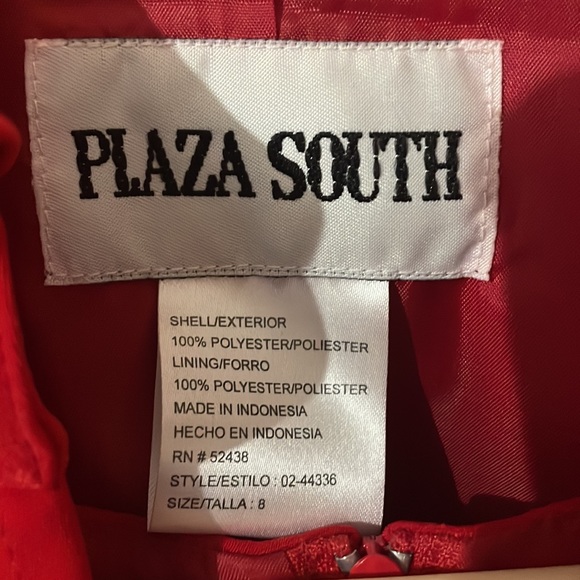 PLAZA SOUTH
SHELL/EXTERIOR
100% POLYESTER/POLIESTER
LINING/FORRO
100% POLYESTER/POLIESTER
MADE IN INDONESIA
HECHO EN INDONESIA
RN # 52438
STYLE/ESTILO : 02-44336
SIZE/TALLA : 8